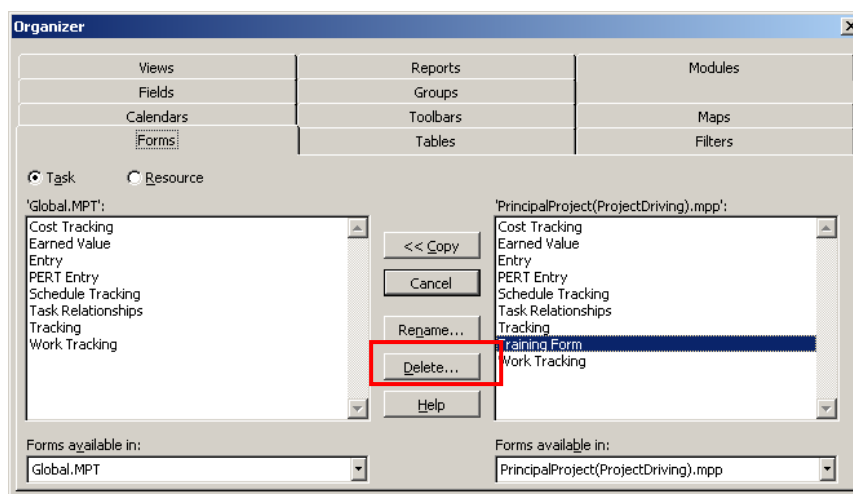 Organizer
Views Reports Modules
Fields Groups
Calendars Toolbars Maps
Forms Tables Filters
Task Resource
'Global.MPT': 'PrincipalProject(ProjectDriving).mpp':
Cost Tracking
Earned Value
Entry
PERT Entry
Schedule Tracking
Task Relationships
Tracking
Work Tracking
<< Copy
Cancel
Rename...
Delete...
Help
Cost Tracking
Earned Value
Entry
PERT Entry
Schedule Tracking
Task Relationships
Tracking
Training Form
Work Tracking
Forms available in: Forms available in:
Global.MPT PrincipalProject(ProjectDriving).mpp